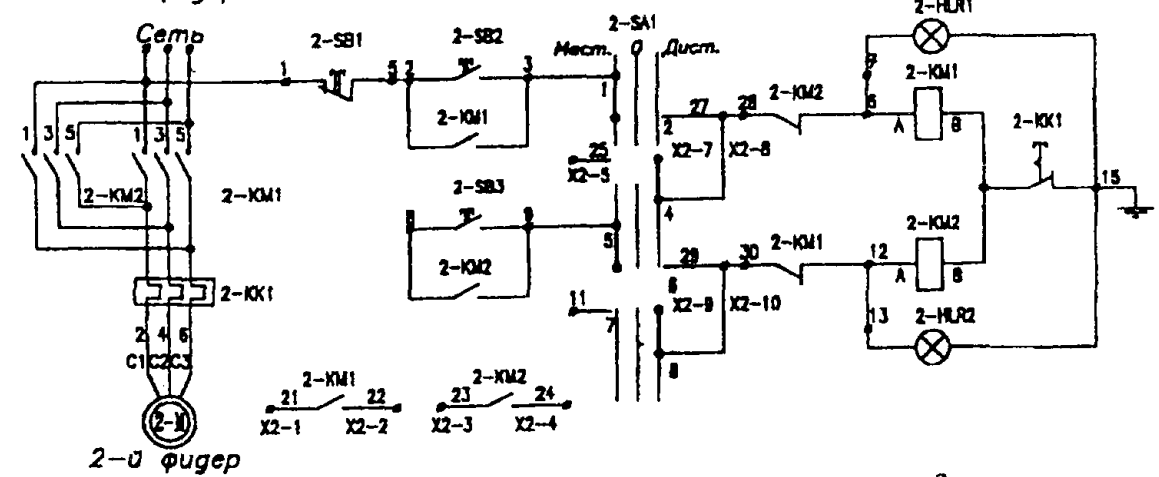 Сеть
2-SB1
2-SB2
2-SA1
Мест. 0 Дист.
2-HLR1
1
5
3
1
27
28
2-KM2
7
6
2-KM1
A
B
2-KK1
15
2-KM1
2
25
X2-5
X2-7
X2-8
1 3 5
1 3 5
2-KM2
2-KM1
2-SB3
9
5
4
2-KM2
29
30
2-KM1
12
2-KM2
A
B
6
X2-9
X2-10
11
7
8
13
2-HLR2
2-KK1
2 4 6
C1 C2 C3
2-M
2-й фидер
2-KM1
21
22
X2-1
X2-2
2-KM2
23
24
X2-3
X2-4